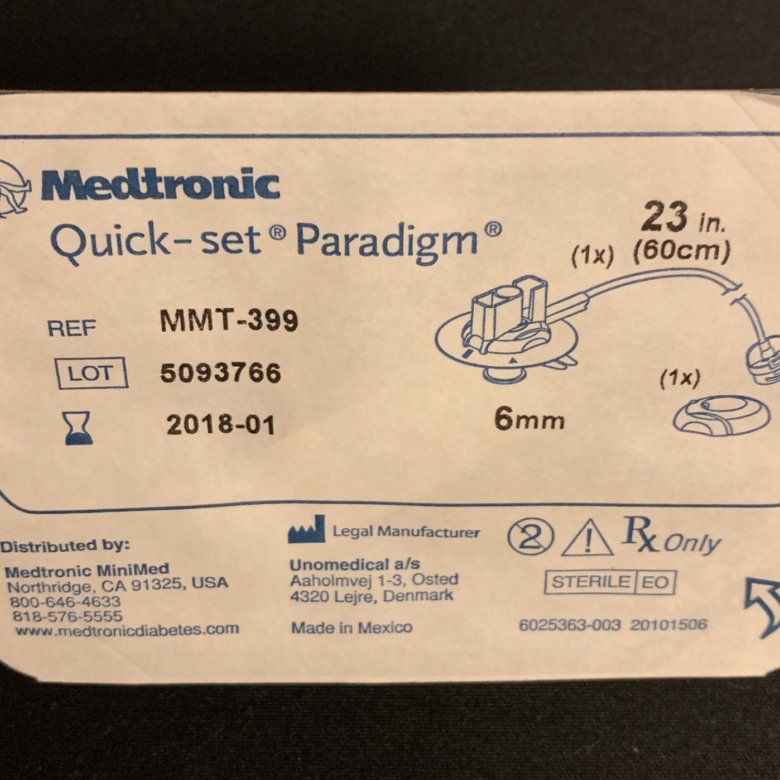 Medtronic
Quick-set® Paradigm®
23 in.
(1x) (60cm)
REF MMT-399
LOT 5093766
2018-01
6mm
(1x)
Distributed by:
Medtronic MiniMed
Northridge, CA 91325, USA
800-646-4633
818-576-5555
www.medtronicdiabetes.com
Legal Manufacturer
Unomedical a/s
Aaholmvej 1-3, Osted
4320 Lejre, Denmark
Made in Mexico
2 ! Rx Only
STERILE EO
6025363-003 20101506